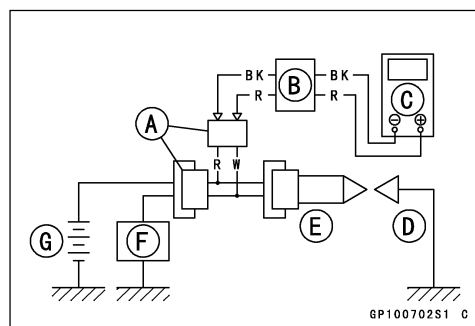 BK B BK
R R C
− +
A
R W
G F E D
GP100702S1 C